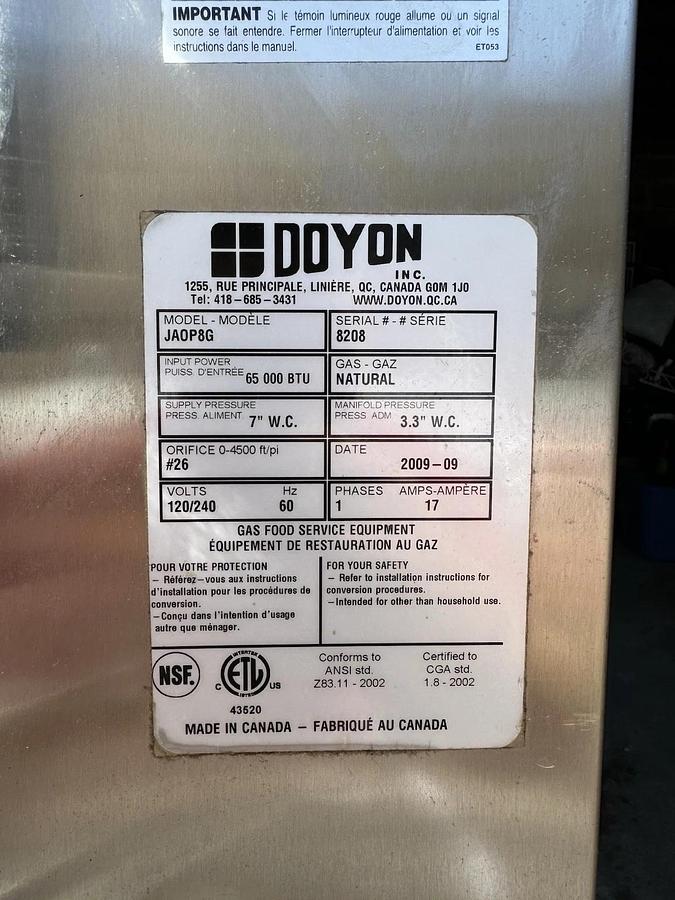 IMPORTANT Si le témoin lumineux rouge allume ou un signal
sonore se fait entendre. Fermer l'interrupteur d'alimentation et voir les
instructions dans le manuel. ET053
DOYON
INC.
1255, RUE PRINCIPALE, LINIÈRE, QC, CANADA G0M 1J0
Tel: 418-685-3431 WWW.DOYON.QC.CA
MODEL - MODÈLE SERIAL # - # SÉRIE
JAOP8G 8208
INPUT POWER GAS - GAZ
PUISS. D'ENTRÉE 65 000 BTU NATURAL
SUPPLY PRESSURE MANIFOLD PRESSURE
PRESS. ALIMENT 7" W.C. PRESS. ADM 3.3" W.C.
ORIFICE 0-4500 ft/pi DATE
#26 2009-09
VOLTS Hz PHASES AMPS-AMPÈRE
120/240 60 1 17
GAS FOOD SERVICE EQUIPMENT
ÉQUIPEMENT DE RESTAURATION AU GAZ
POUR VOTRE PROTECTION
- Référez-vous aux instructions
d'installation pour les procédures de
conversion.
- Conçu dans l'intention d'usage
autre que ménager.
FOR YOUR SAFETY
- Refer to installation instructions for
conversion procedures.
-Intended for other than household use.
NSF.
INTERTEK
C ETL US
LISTED
43520
Conforms to
ANSI std.
Z83.11 - 2002
Certified to
CGA std.
1.8 - 2002
MADE IN CANADA - FABRIQUÉ AU CANADA